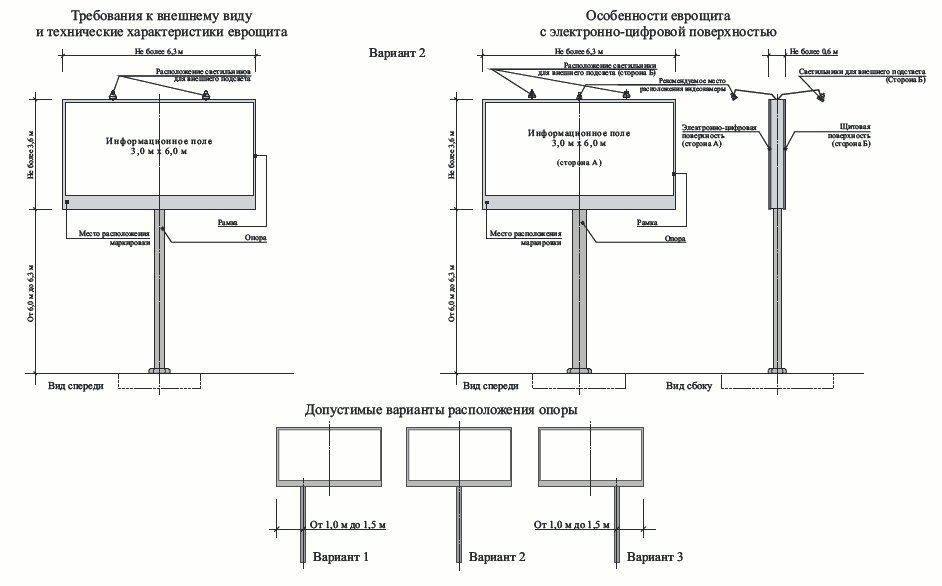 Требования к внешнему виду
и технические характеристики еврощита
Не более 6,3 м
Вариант 2
Расположение светильников
для внешнего подсвета
Информационное поле
3,0 м х 6,0 м
Не более 3,6 м
Рамка
Место расположения
маркировки
Опора
От 6,0 м до 6,3 м
Вид спереди
Особенности еврощита
с электронно-цифровой поверхностью
Не более 6,3 м
Расположение светильники
для внешнего подсвета (сторона Б)
Рекомендуемое место
расположения видеокамеры
Информационное поле
3,0 м х 6,0 м
(сторона А)
Не более 3,6 м
Рамка
Место расположения
маркировки
Опора
От 6,0 м до 6,3 м
Вид спереди
Не более 0,6 м
Светильники для внешнего подсвета
(Сторона Б)
Электронно-цифровая
поверхность
(сторона А)
Щитовая
поверхность
(сторона Б)
Вид сбоку
Допустимые варианты расположения опоры
От 1,0 м до 1,5 м
От 1,0 м до 1,5 м
Вариант 1
Вариант 2
Вариант 3